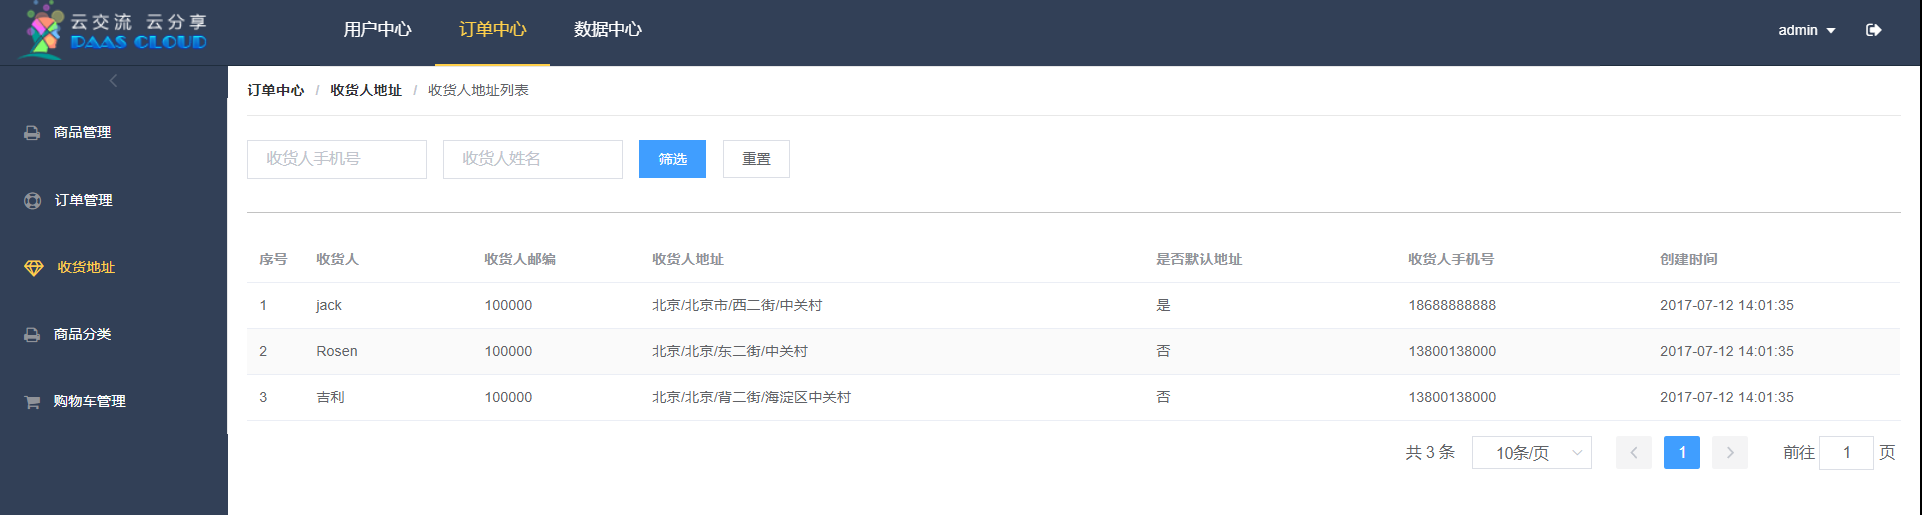 云交流 云分享
DAAS CLOUD
用户中心 订单中心 数据中心
admin
订单中心 / 收货人地址 / 收货人地址列表
商品管理
订单管理
收货地址
商品分类
购物车管理
收货人手机号 收货人姓名 筛选 重置
序号 收货人 收货人邮编 收货人地址 是否默认地址 收货人手机号 创建时间
1 jack 100000 北京/北京市/西二街/中关村 是 18688888888 2017-07-12 14:01:35
2 Rosen 100000 北京/北京/东二街/中关村 否 13800138000 2017-07-12 14:01:35
3 吉利 100000 北京/北京/背二街/海淀区中关村 否 13800138000 2017-07-12 14:01:35
共 3 条 10条/页 1 前往 1 页